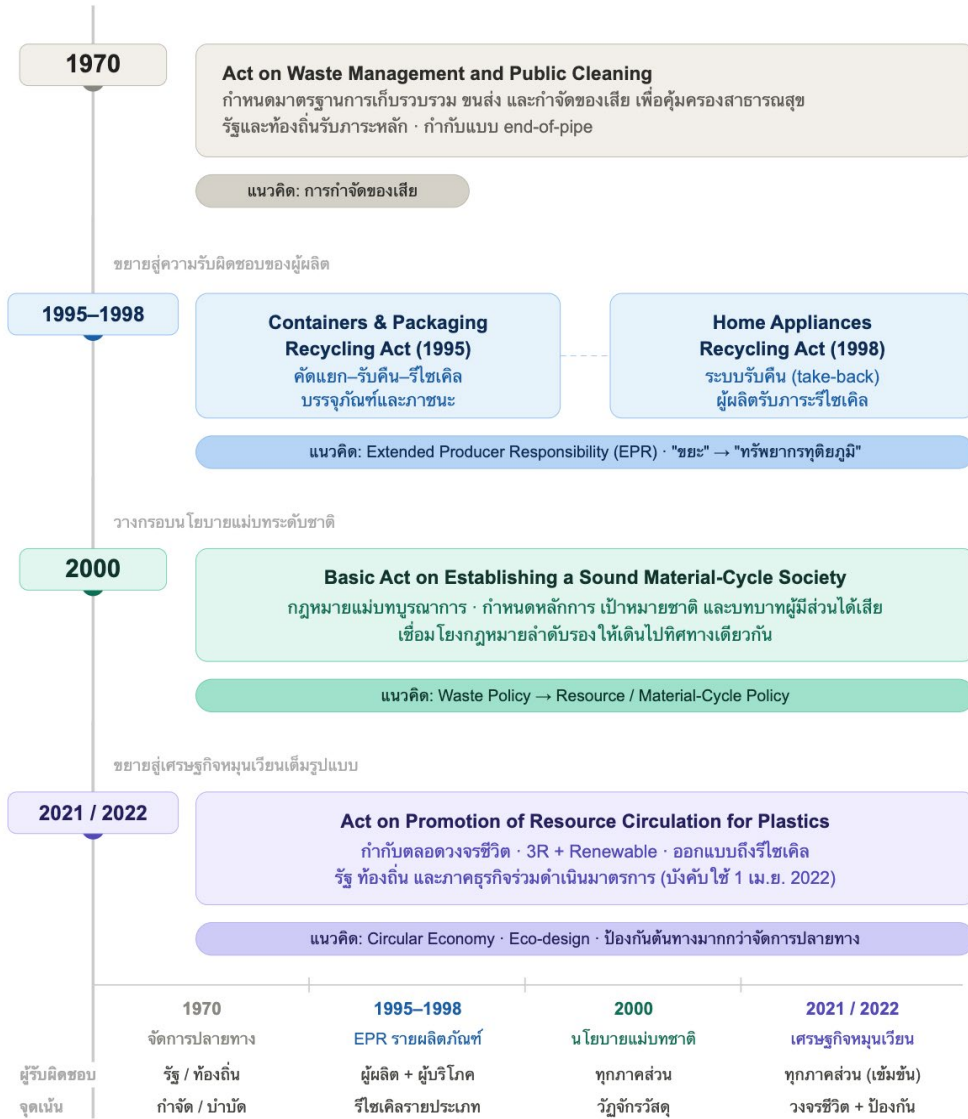 1970
Act on Waste Management and Public Cleaning
กำหนดมาตรฐานการเก็บรวบรวม ขนส่ง และกำจัดของเสีย เพื่อคุ้มครองสาธารณสุข
รัฐและท้องถิ่นรับภาระหลัก · กำกับแบบ end-of-pipe
แนวคิด: การกำจัดของเสีย
ขยายสู่ความรับผิดชอบของผู้ผลิต
1995–1998
Containers & Packaging
Recycling Act (1995)
คัดแยก–รับคืน–รีไซเคิล
บรรจุภัณฑ์และภาชนะ
Home Appliances
Recycling Act (1998)
ระบบรับคืน (take-back)
ผู้ผลิตรับภาระรีไซเคิล
แนวคิด: Extended Producer Responsibility (EPR) · "ขยะ" → "ทรัพยากรทุติยภูมิ"
วางกรอบนโยบายแม่บทระดับชาติ
2000
Basic Act on Establishing a Sound Material-Cycle Society
กฎหมายแม่บทบูรณาการ · กำหนดหลักการ เป้าหมายชาติ และบทบาทผู้มีส่วนได้เสีย
เชื่อมโยงกฎหมายลำดับรองให้เดินไปทิศทางเดียวกัน
แนวคิด: Waste Policy → Resource / Material-Cycle Policy
ขยายสู่เศรษฐกิจหมุนเวียนเต็มรูปแบบ
2021 / 2022
Act on Promotion of Resource Circulation for Plastics
กำกับตลอดวงจรชีวิต · 3R + Renewable · ออกแบบถึงรีไซเคิล
รัฐ ท้องถิ่น และภาคธุรกิจร่วมดำเนินมาตรการ (บังคับใช้ 1 เม.ย. 2022)
แนวคิด: Circular Economy · Eco-design · ป้องกันต้นทางมากกว่าจัดการปลายทาง
1970 1995–1998 2000 2021 / 2022
จัดการปลายทาง EPR รายผลิตภัณฑ์ นโยบายแม่บทชาติ เศรษฐกิจหมุนเวียน
ผู้รับผิดชอบ รัฐ / ท้องถิ่น ผู้ผลิต + ผู้บริโภค ทุกภาคส่วน ทุกภาคส่วน (เข้มข้น)
จุดเน้น กำจัด / บำบัด รีไซเคิลรายประเภท วัฏจักรวัสดุ วงจรชีวิต + ป้องกัน